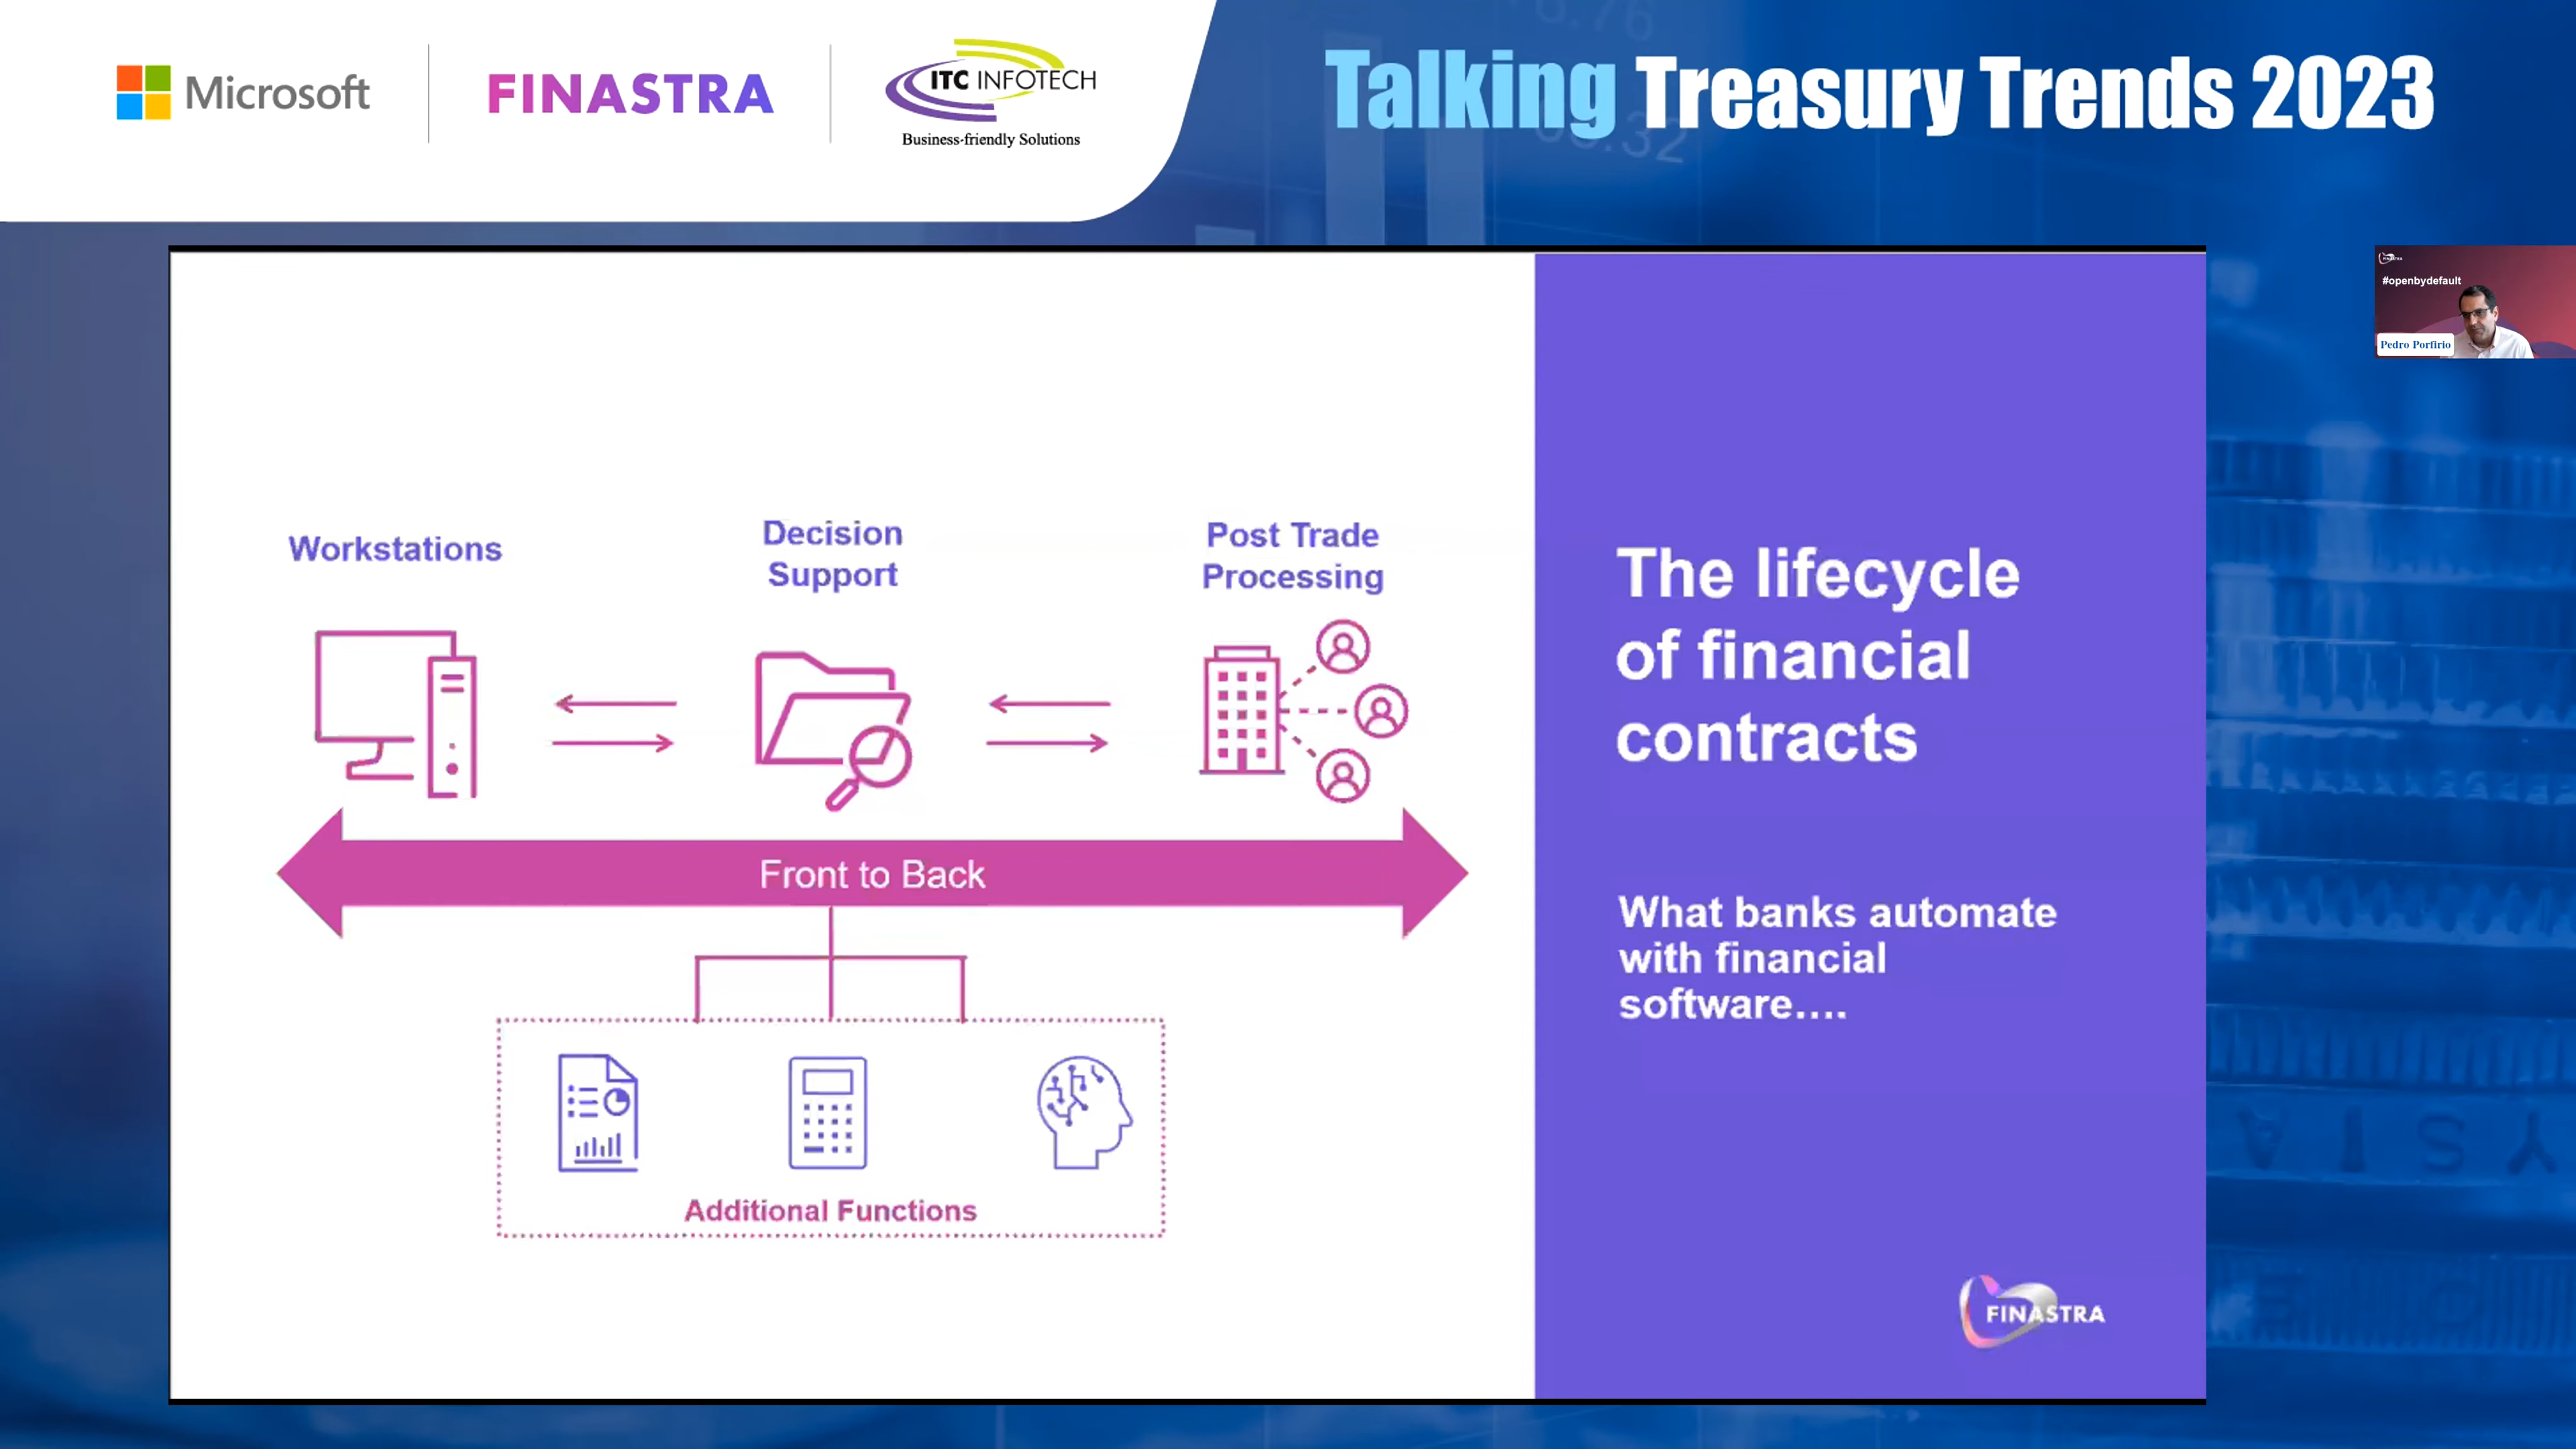 Microsoft
FINASTRA
ITC INFOTECH
Business-friendly Solutions
Talking Treasury Trends 2023
#openbydefault
Pedro Porfirio
Workstations
Decision
Support
Post Trade
Processing
Front to Back
Additional Functions
The lifecycle
of financial
contracts
What banks automate
with financial
software....
FINASTRA